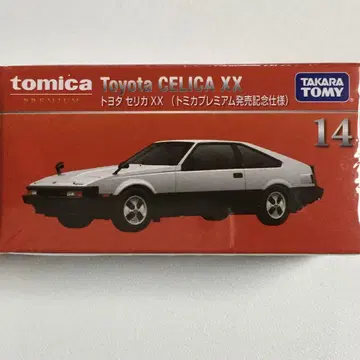 tomica
PREMIUM
Toyota CELICA XX
トヨタ セリカ XX (トミカプレミアム発売記念仕様)
TAKARA
TOMY
14